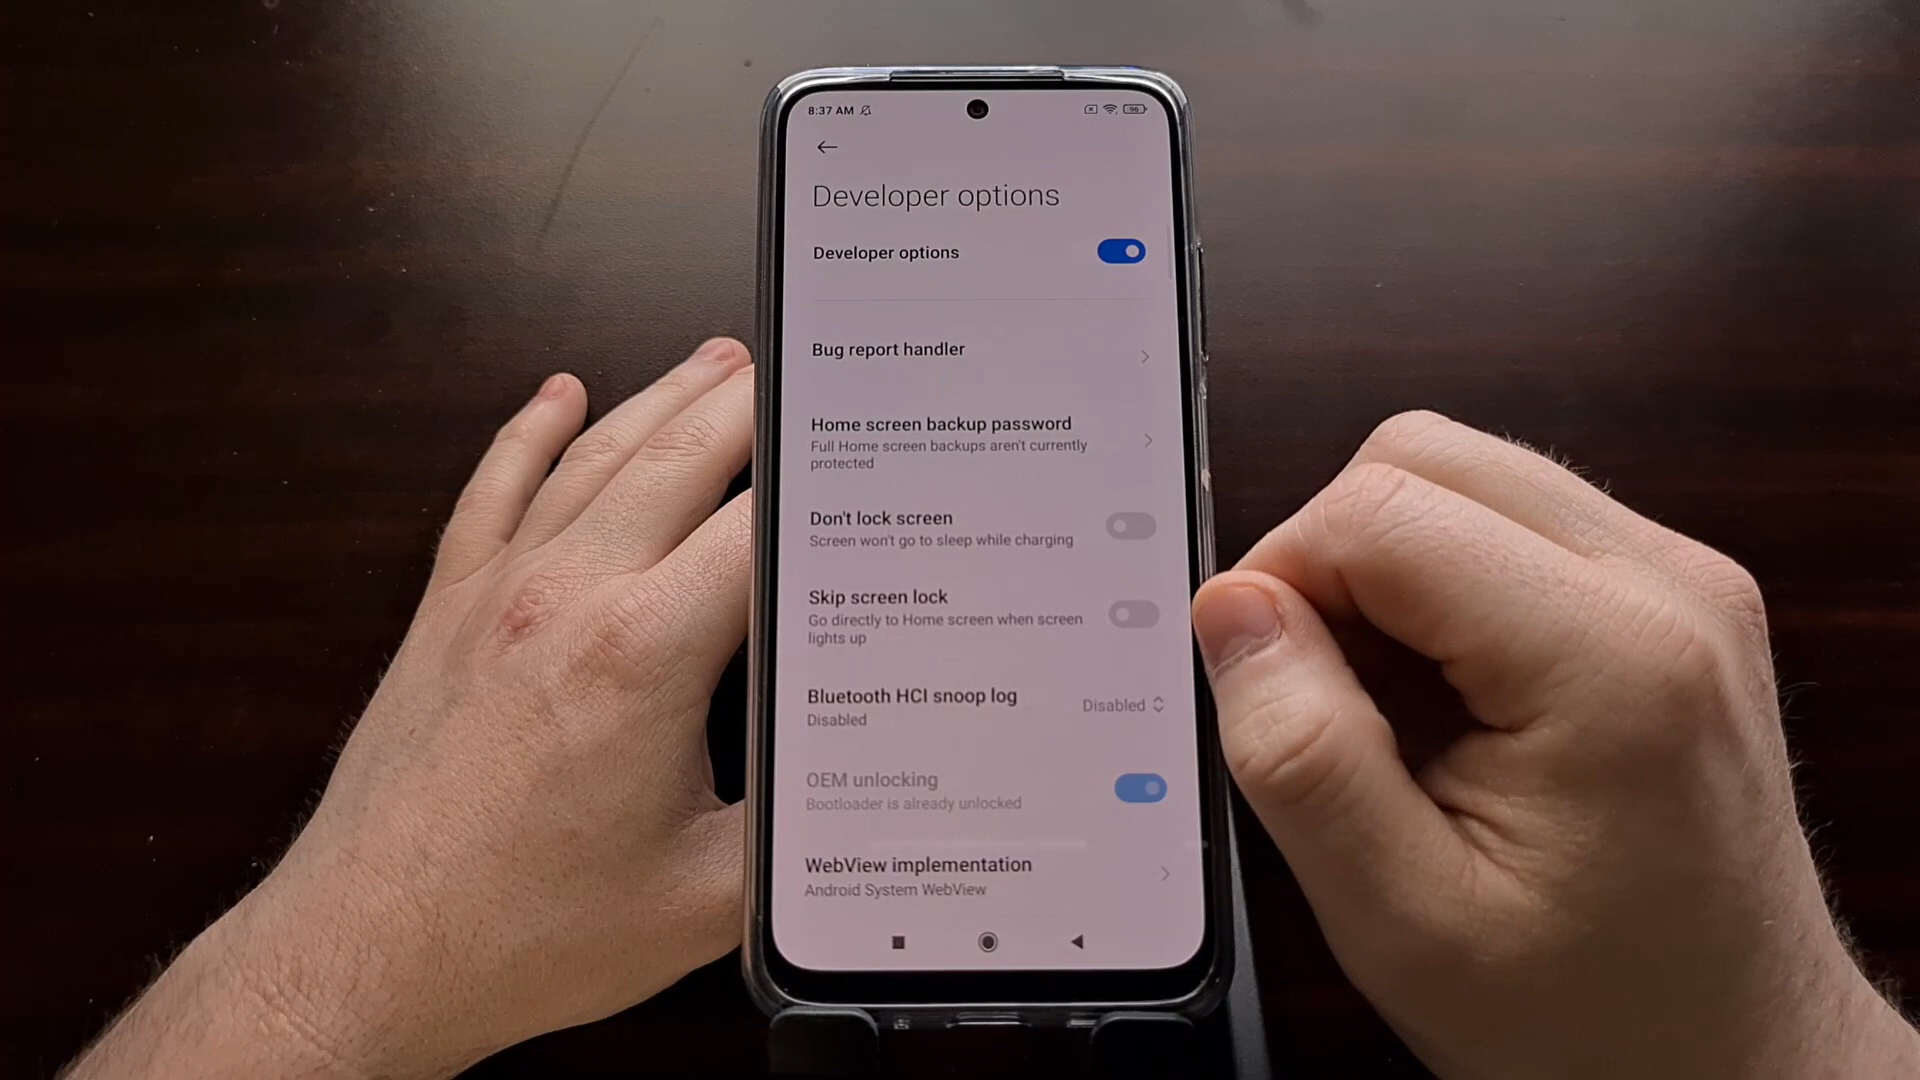 8:37 AM
96
Developer options
Developer options
Bug report handler
Home screen backup password
Full Home screen backups aren't currently
protected
Don't lock screen
Screen won't go to sleep while charging
Skip screen lock
Go directly to Home screen when screen
lights up
Bluetooth HCI snoop log
Disabled
Disabled
OEM unlocking
Bootloader is already unlocked
WebView implementation
Android System WebView